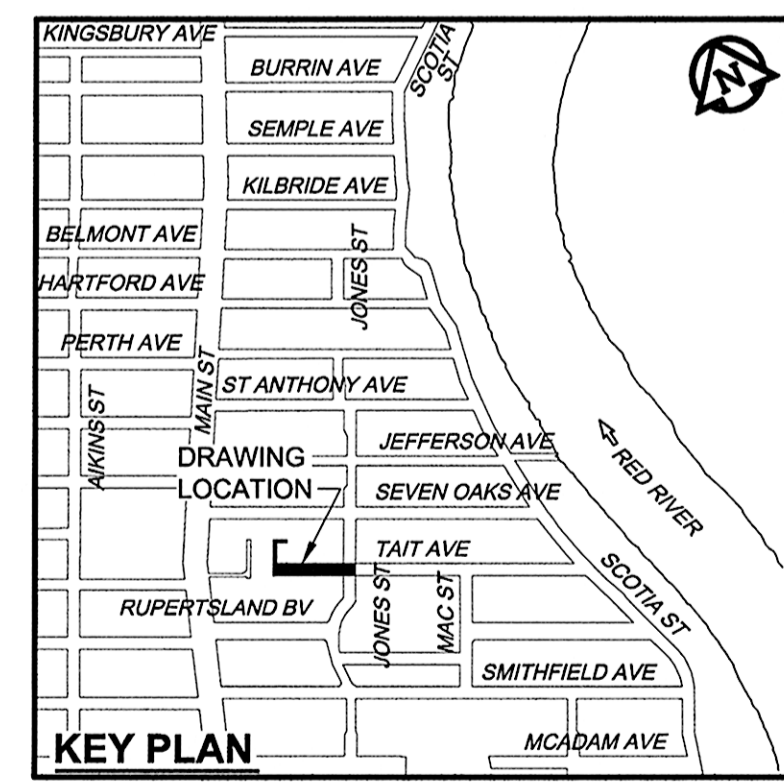 KINGSBURY AVE
BURRIN AVE
SCOTIA
ST
N
SEMPLE AVE
KILBRIDE AVE
BELMONT AVE
JONES ST
HARTFORD AVE
PERTH AVE
MAIN ST
ST ANTHONY AVE
AIKINS ST
JEFFERSON AVE
DRAWING
LOCATION
SEVEN OAKS AVE
RED RIVER
TAIT AVE
SCOTIA ST
RUPERTSLAND BV
JONES ST
MAC ST
SMITHFIELD AVE
KEY PLAN
MCADAM AVE